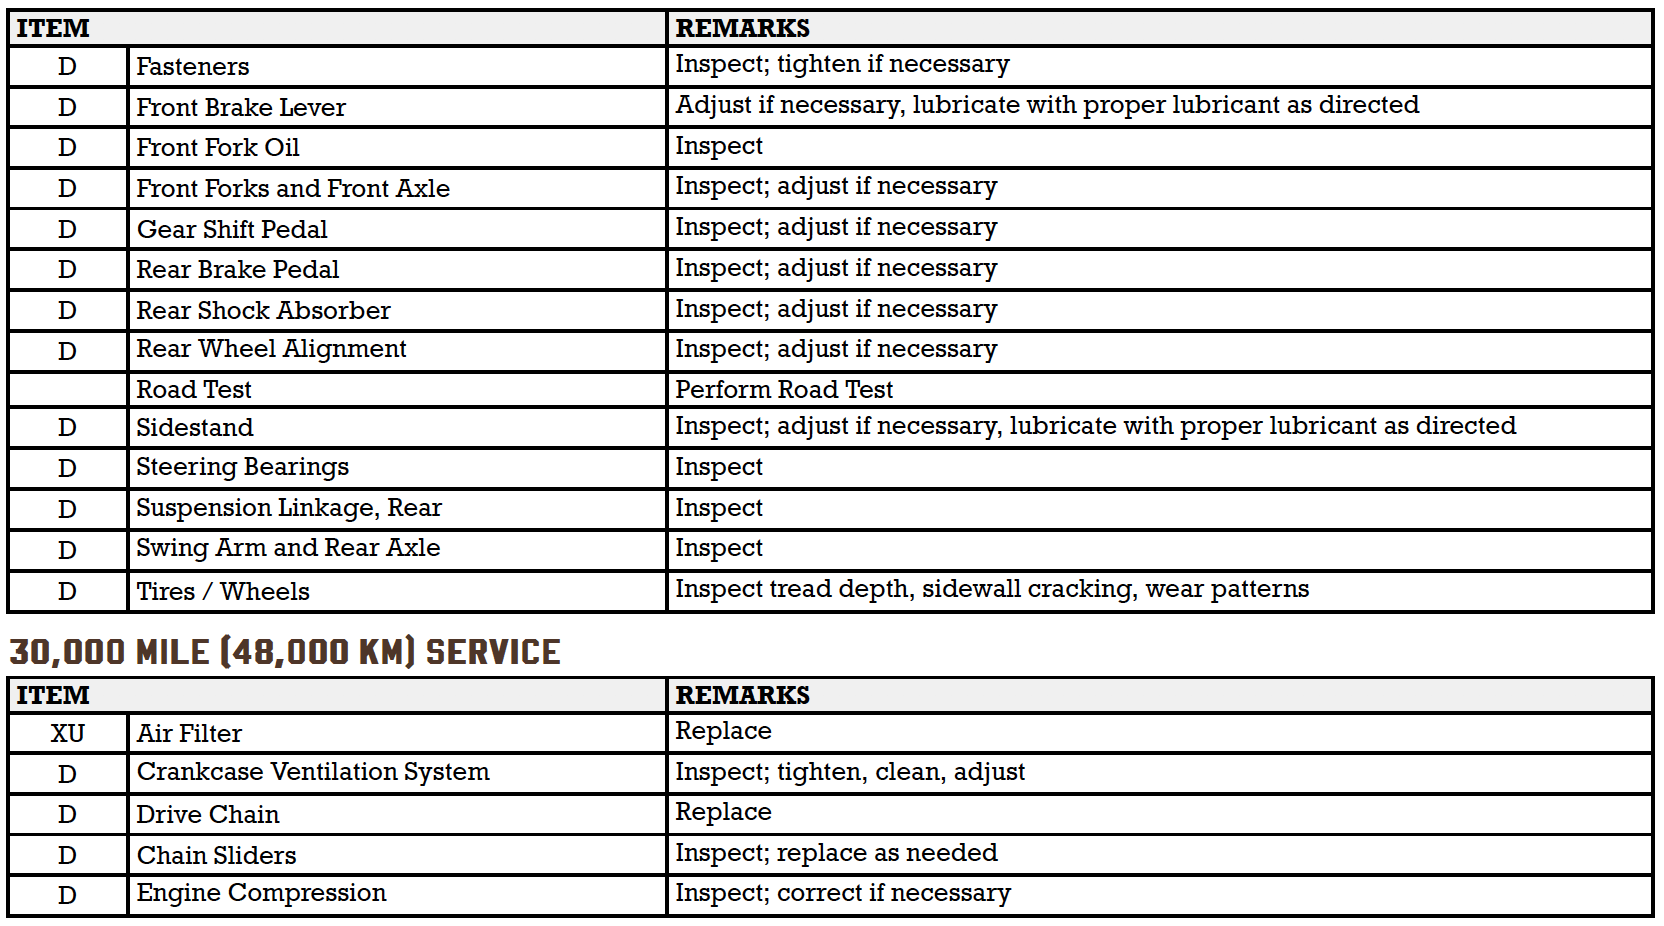 ITEM REMARKS
D Fasteners Inspect; tighten if necessary
D Front Brake Lever Adjust if necessary, lubricate with proper lubricant as directed
D Front Fork Oil Inspect
D Front Forks and Front Axle Inspect; adjust if necessary
D Gear Shift Pedal Inspect; adjust if necessary
D Rear Brake Pedal Inspect; adjust if necessary
D Rear Shock Absorber Inspect; adjust if necessary
D Rear Wheel Alignment Inspect; adjust if necessary
Road Test Perform Road Test
D Sidestand Inspect; adjust if necessary, lubricate with proper lubricant as directed
D Steering Bearings Inspect
D Suspension Linkage, Rear Inspect
D Swing Arm and Rear Axle Inspect
D Tires / Wheels Inspect tread depth, sidewall cracking, wear patterns
30,000 MILE (48,000 KM) SERVICE
ITEM REMARKS
XU Air Filter Replace
D Crankcase Ventilation System Inspect; tighten, clean, adjust
D Drive Chain Replace
D Chain Sliders Inspect; replace as needed
D Engine Compression Inspect; correct if necessary